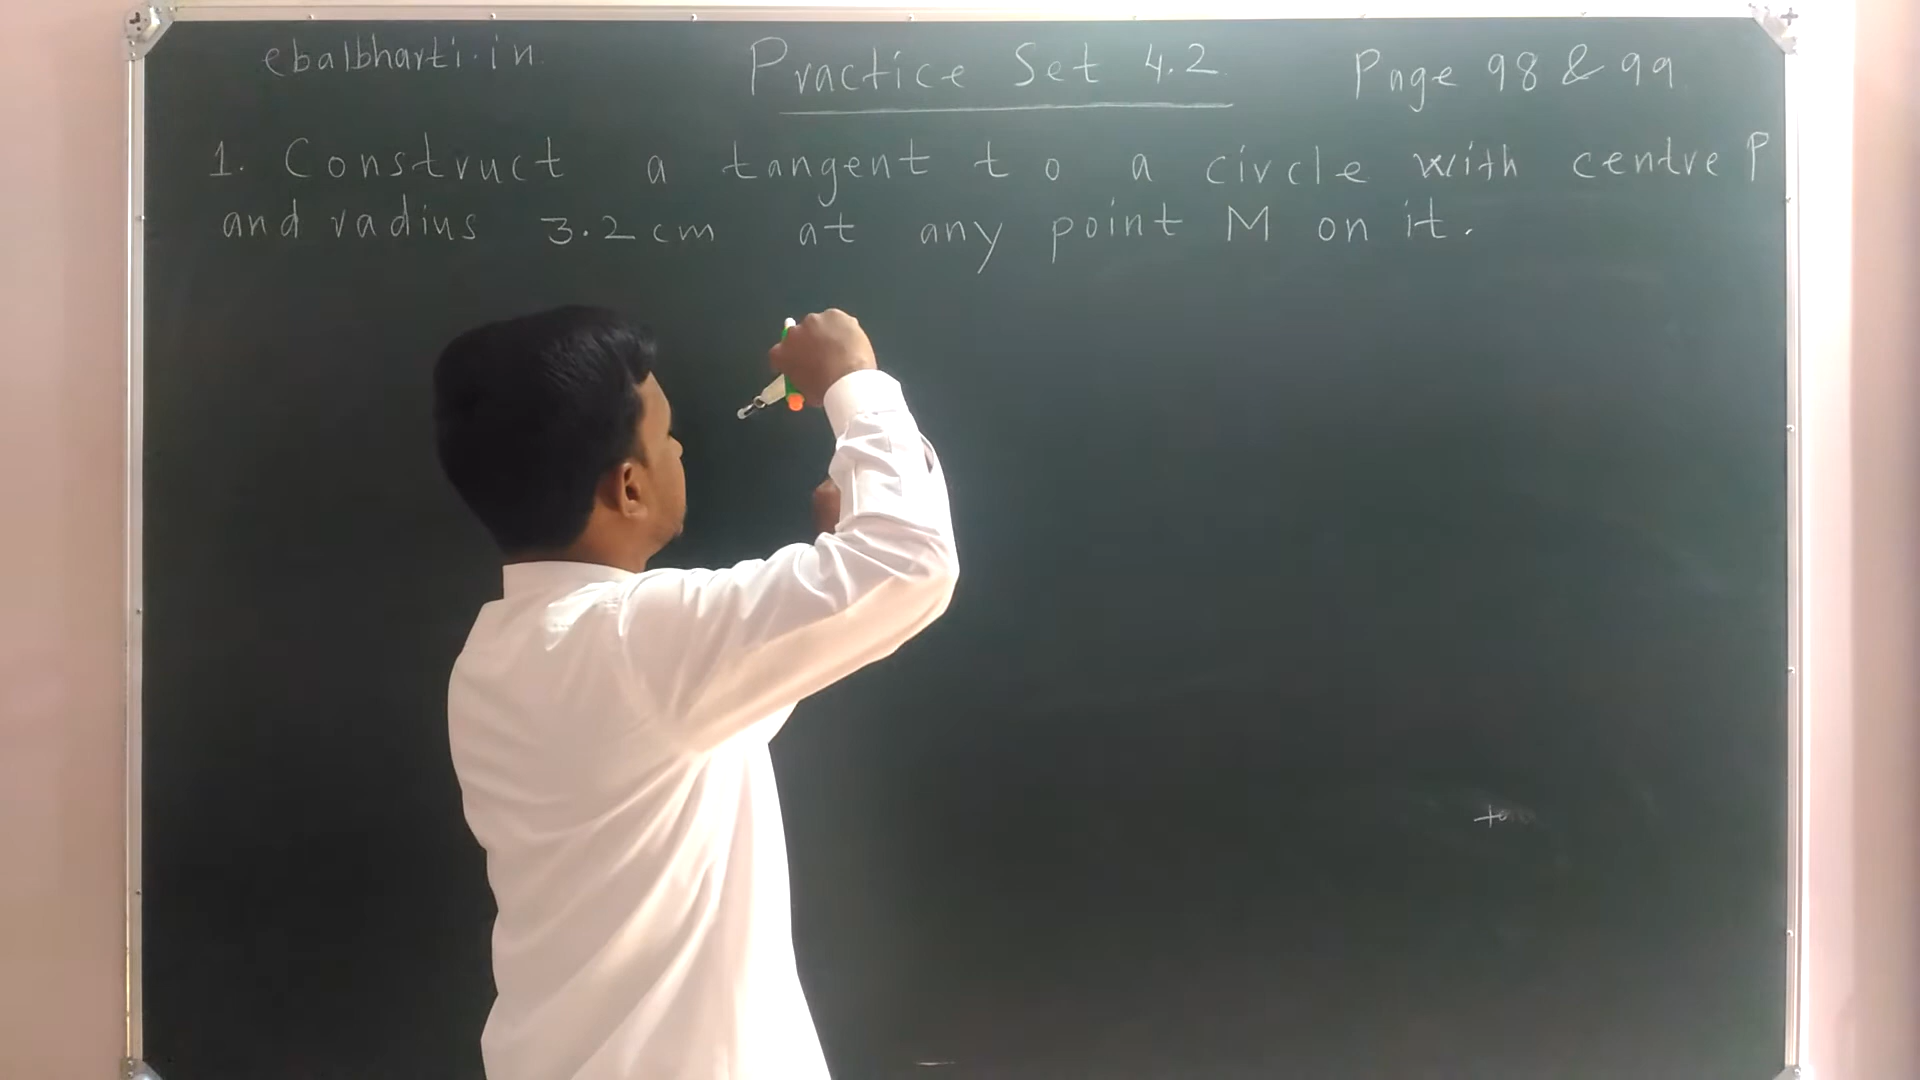 ebalbharti.in Practice Set 4.2 Page 98 & 99
1. Construct a tangent to a circle with centre P
and radius 3.2 cm at any point M on it.